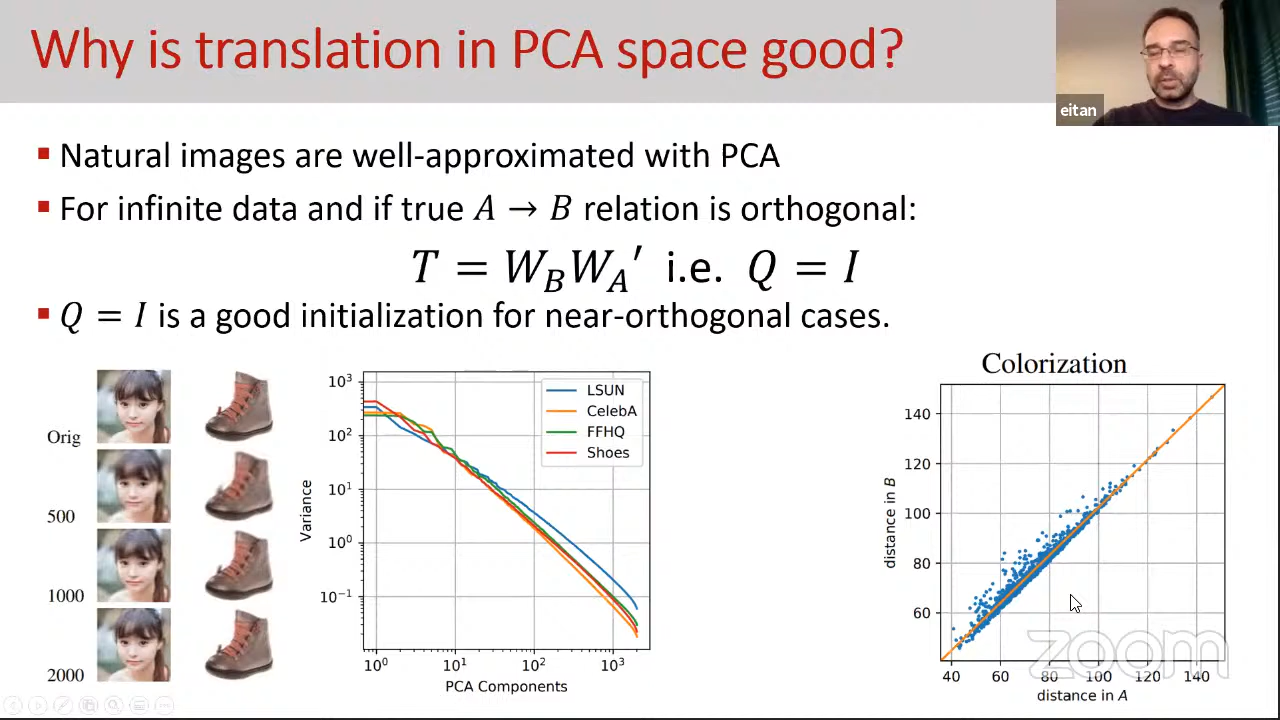 Why is translation in PCA space good?
eitan
▪ Natural images are well-approximated with PCA
▪ For infinite data and if true A → B relation is orthogonal:
T = W_B W_A′ i.e. Q = I
▪ Q = I is a good initialization for near-orthogonal cases.
Orig
500
1000
2000
10³
10²
10¹
10⁰
10⁻¹
Variance
LSUN
CelebA
FFHQ
Shoes
10⁰ 10¹ 10² 10³
PCA Components
Colorization
140
120
100
80
60
distance in B
40 60 80 100 120 140
distance in A
zoom